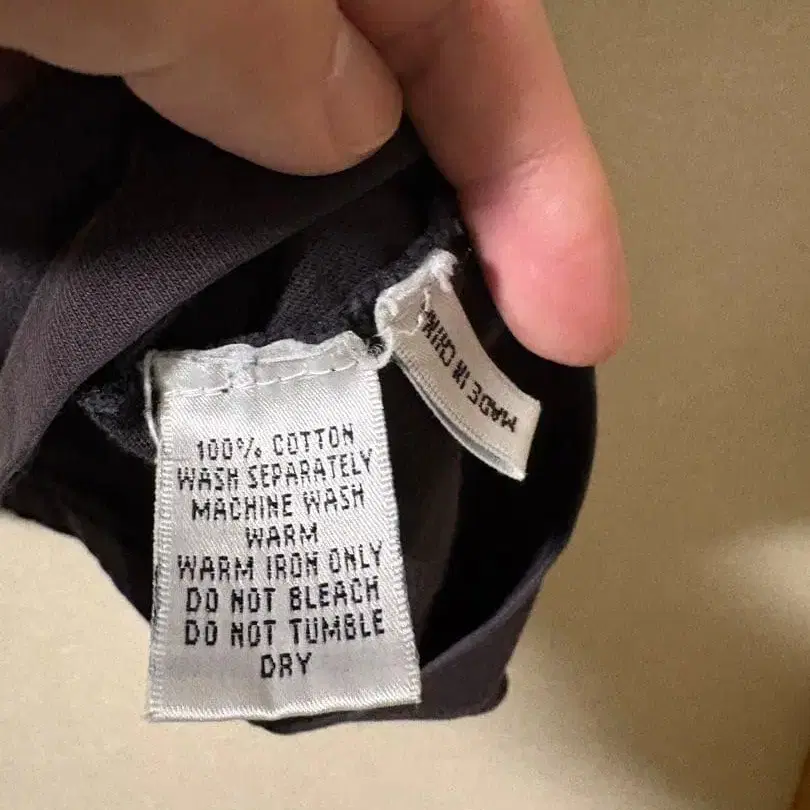 100% COTTON
WASH SEPARATELY
MACHINE WASH
WARM
WARM IRON ONLY
DO NOT BLEACH
DO NOT TUMBLE
DRY
MADE IN CHINA